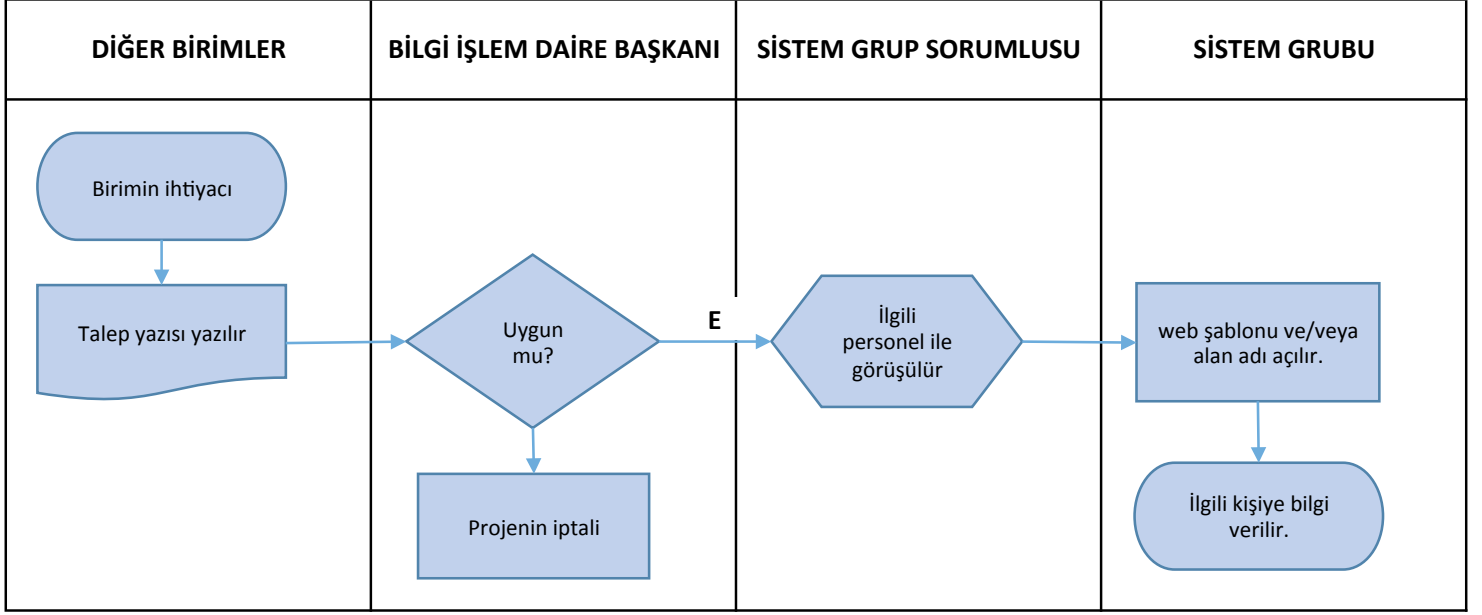 DİĞER BİRİMLER
BİLGİ İŞLEM DAİRE BAŞKANI
SİSTEM GRUP SORUMLUSU
SİSTEM GRUBU
Birimin ihtiyacı
Talep yazısı yazılır
Uygun
mu?
E
Projenin iptali
İlgili
personel ile
görüşülür
web şablonu ve/veya
alan adı açılır.
İlgili kişiye bilgi
verilir.